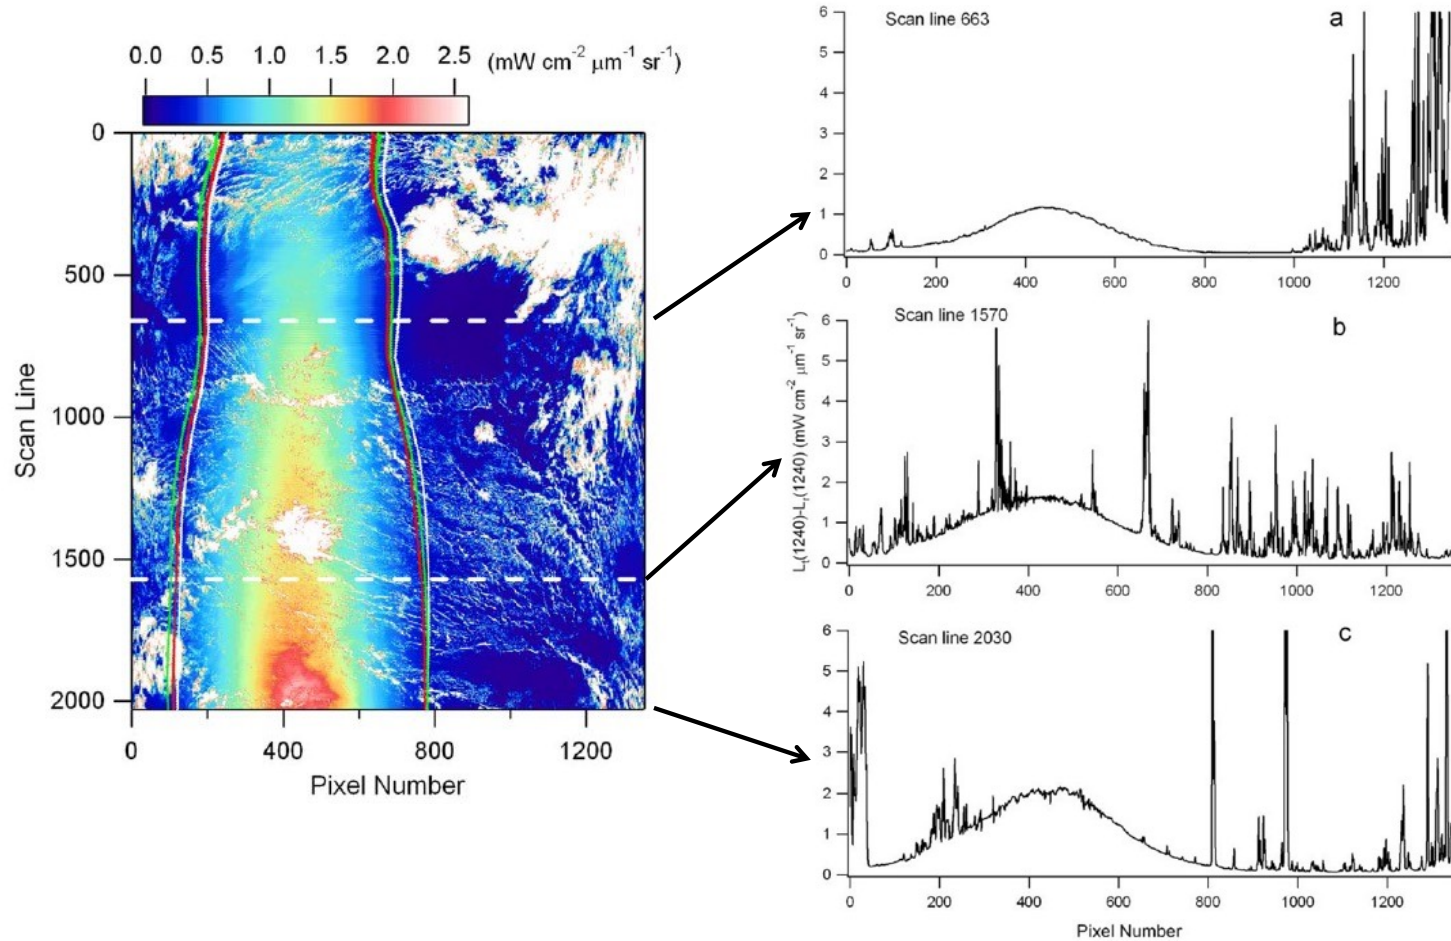 0.0 0.5 1.0 1.5 2.0 2.5 (mW cm⁻² μm⁻¹ sr⁻¹)
0
500
1000
1500
2000
Scan Line
0 400 800 1200
Pixel Number
Scan line 663
a
6
5
4
3
2
1
0
0 200 400 600 800 1000 1200
Scan line 1570
b
6
5
4
3
2
1
0
0 200 400 600 800 1000 1200
Lₜ(1240)-Lᵣ(1240) (mW cm⁻² μm⁻¹ sr⁻¹)
Scan line 2030
c
6
5
4
3
2
1
0
0 200 400 600 800 1000 1200
Pixel Number